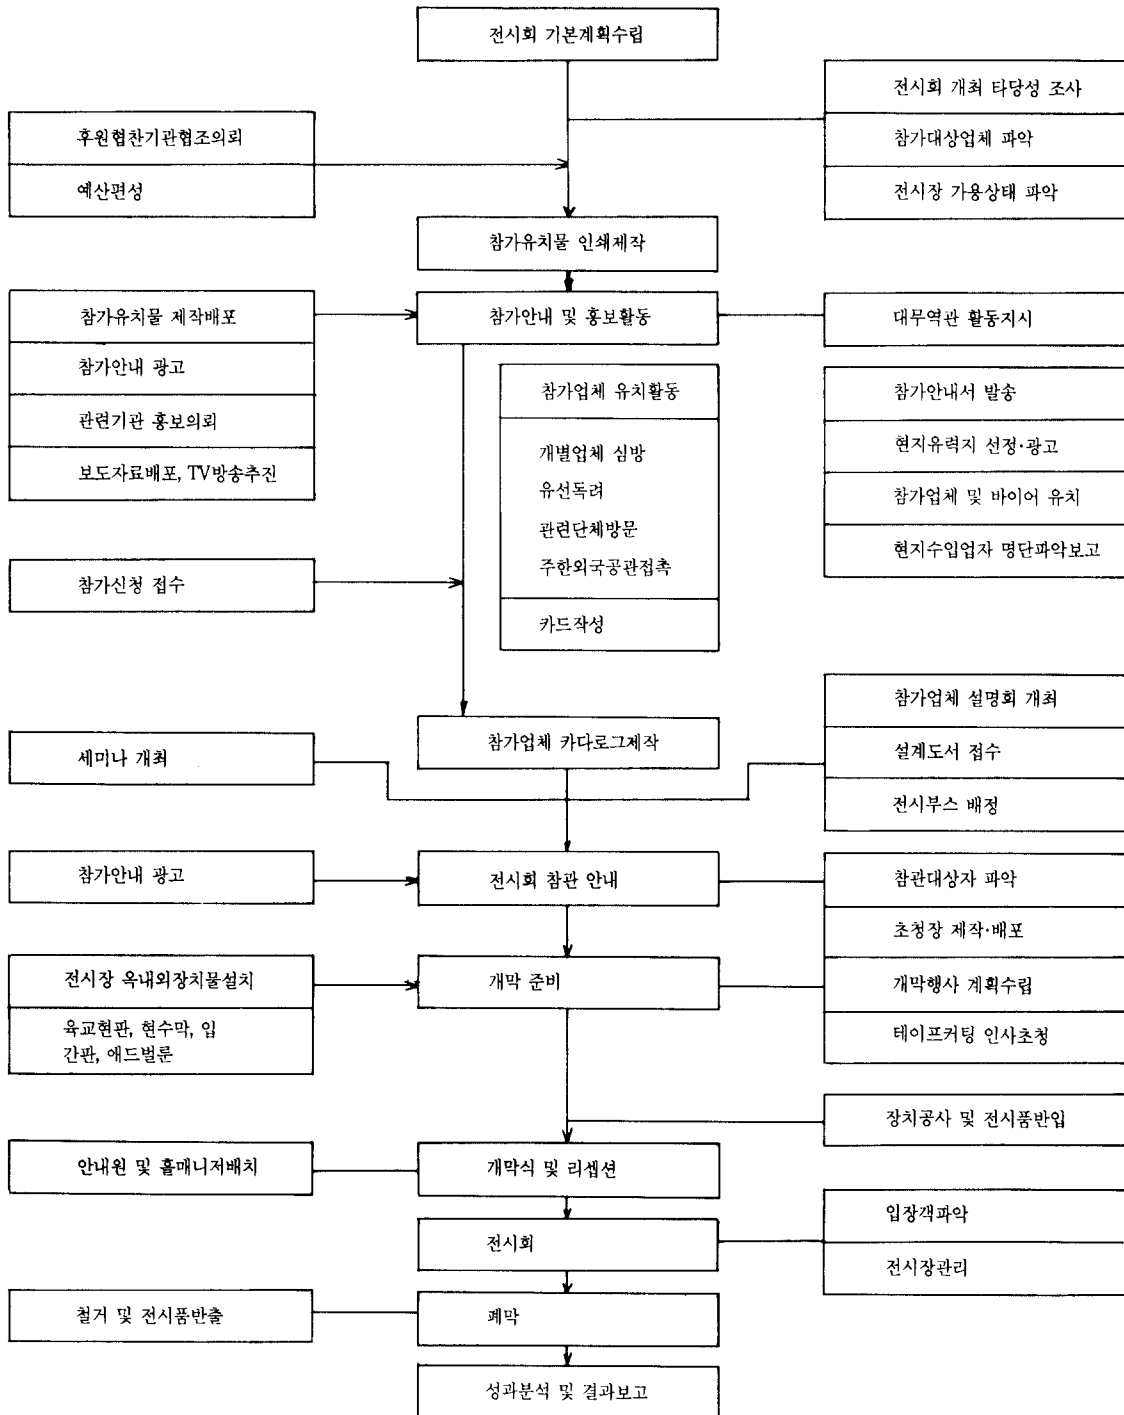 전시회 기본계획수립
전시회 개최 타당성 조사
참가대상업체 파악
전시장 가용상태 파악
후원협찬기관협조의뢰
예산편성
참가유치물 인쇄제작
참가유치물 제작배포
참가안내 광고
관련기관 홍보의뢰
보도자료배포, TV방송추진
참가안내 및 홍보활동
대무역관 활동지시
참가업체 유치활동
개별업체 심방
유선독려
관련단체방문
주한외국공관접촉
카드작성
참가안내서 발송
현지유력지 선정·광고
참가업체 및 바이어 유치
현지수입업자 명단파악보고
참가신청 접수
참가업체 카다로그제작
세미나 개최
참가업체 설명회 개최
설계도서 접수
전시부스 배정
참가안내 광고
전시회 참관 안내
참관대상자 파악
초청장 제작·배포
개막행사 계획수립
테이프커팅 인사초청
전시장 옥내외장치물설치
육교현판, 현수막, 입
간판, 애드벌룬
개막 준비
장치공사 및 전시품반입
안내원 및 홀매니저배치
개막식 및 리셉션
전시회
입장객파악
전시장관리
철거 및 전시품반출
폐막
성과분석 및 결과보고